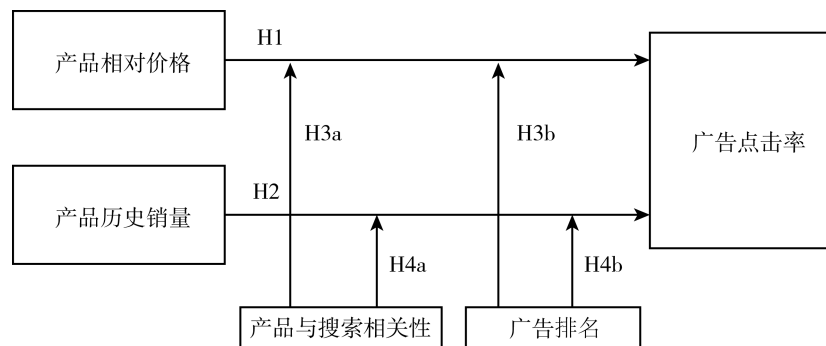 H1
产品相对价格
H3a
H3b
广告点击率
H2
产品历史销量
H4a
H4b
产品与搜索相关性
广告排名